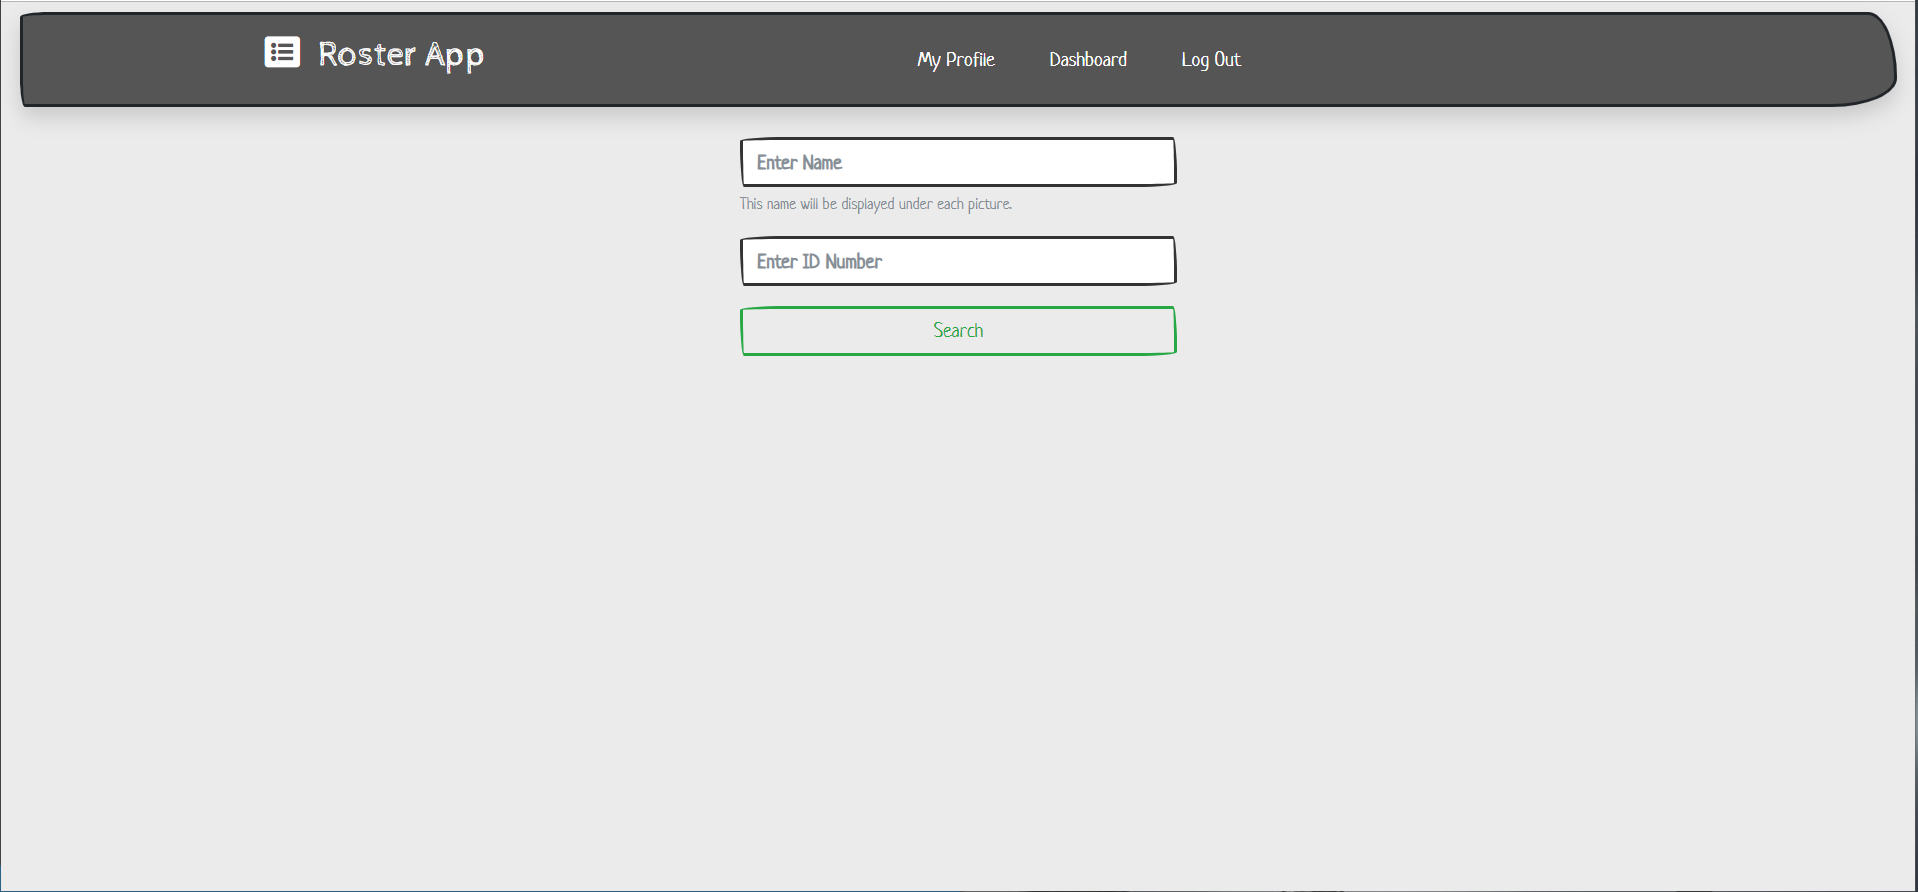 Roster App
My Profile Dashboard Log Out
Enter Name
This name will be displayed under each picture.
Enter ID Number
Search